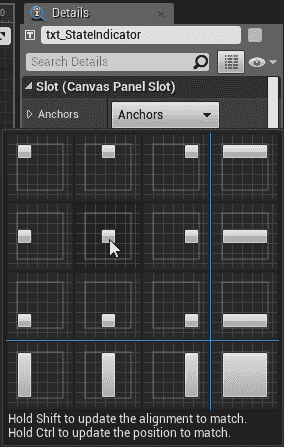 Details
txt_StateIndicator
Search Details
Slot (Canvas Panel Slot)
Anchors
Anchors
Hold Shift to update the alignment to match.
Hold Ctrl to update the position to match.